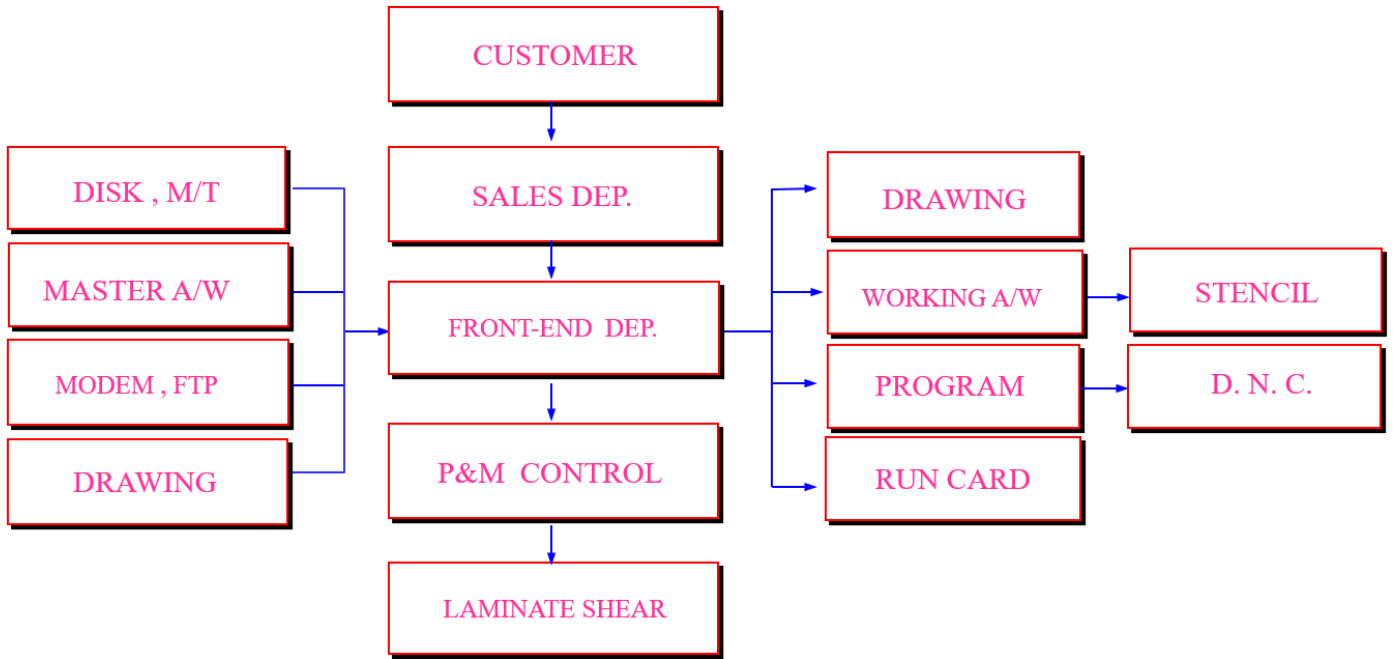 CUSTOMER
DISK , M/T
SALES DEP.
DRAWING
MASTER A/W
WORKING A/W
STENCIL
FRONT-END DEP.
MODEM , FTP
PROGRAM
D. N. C.
DRAWING
P&M CONTROL
RUN CARD
LAMINATE SHEAR